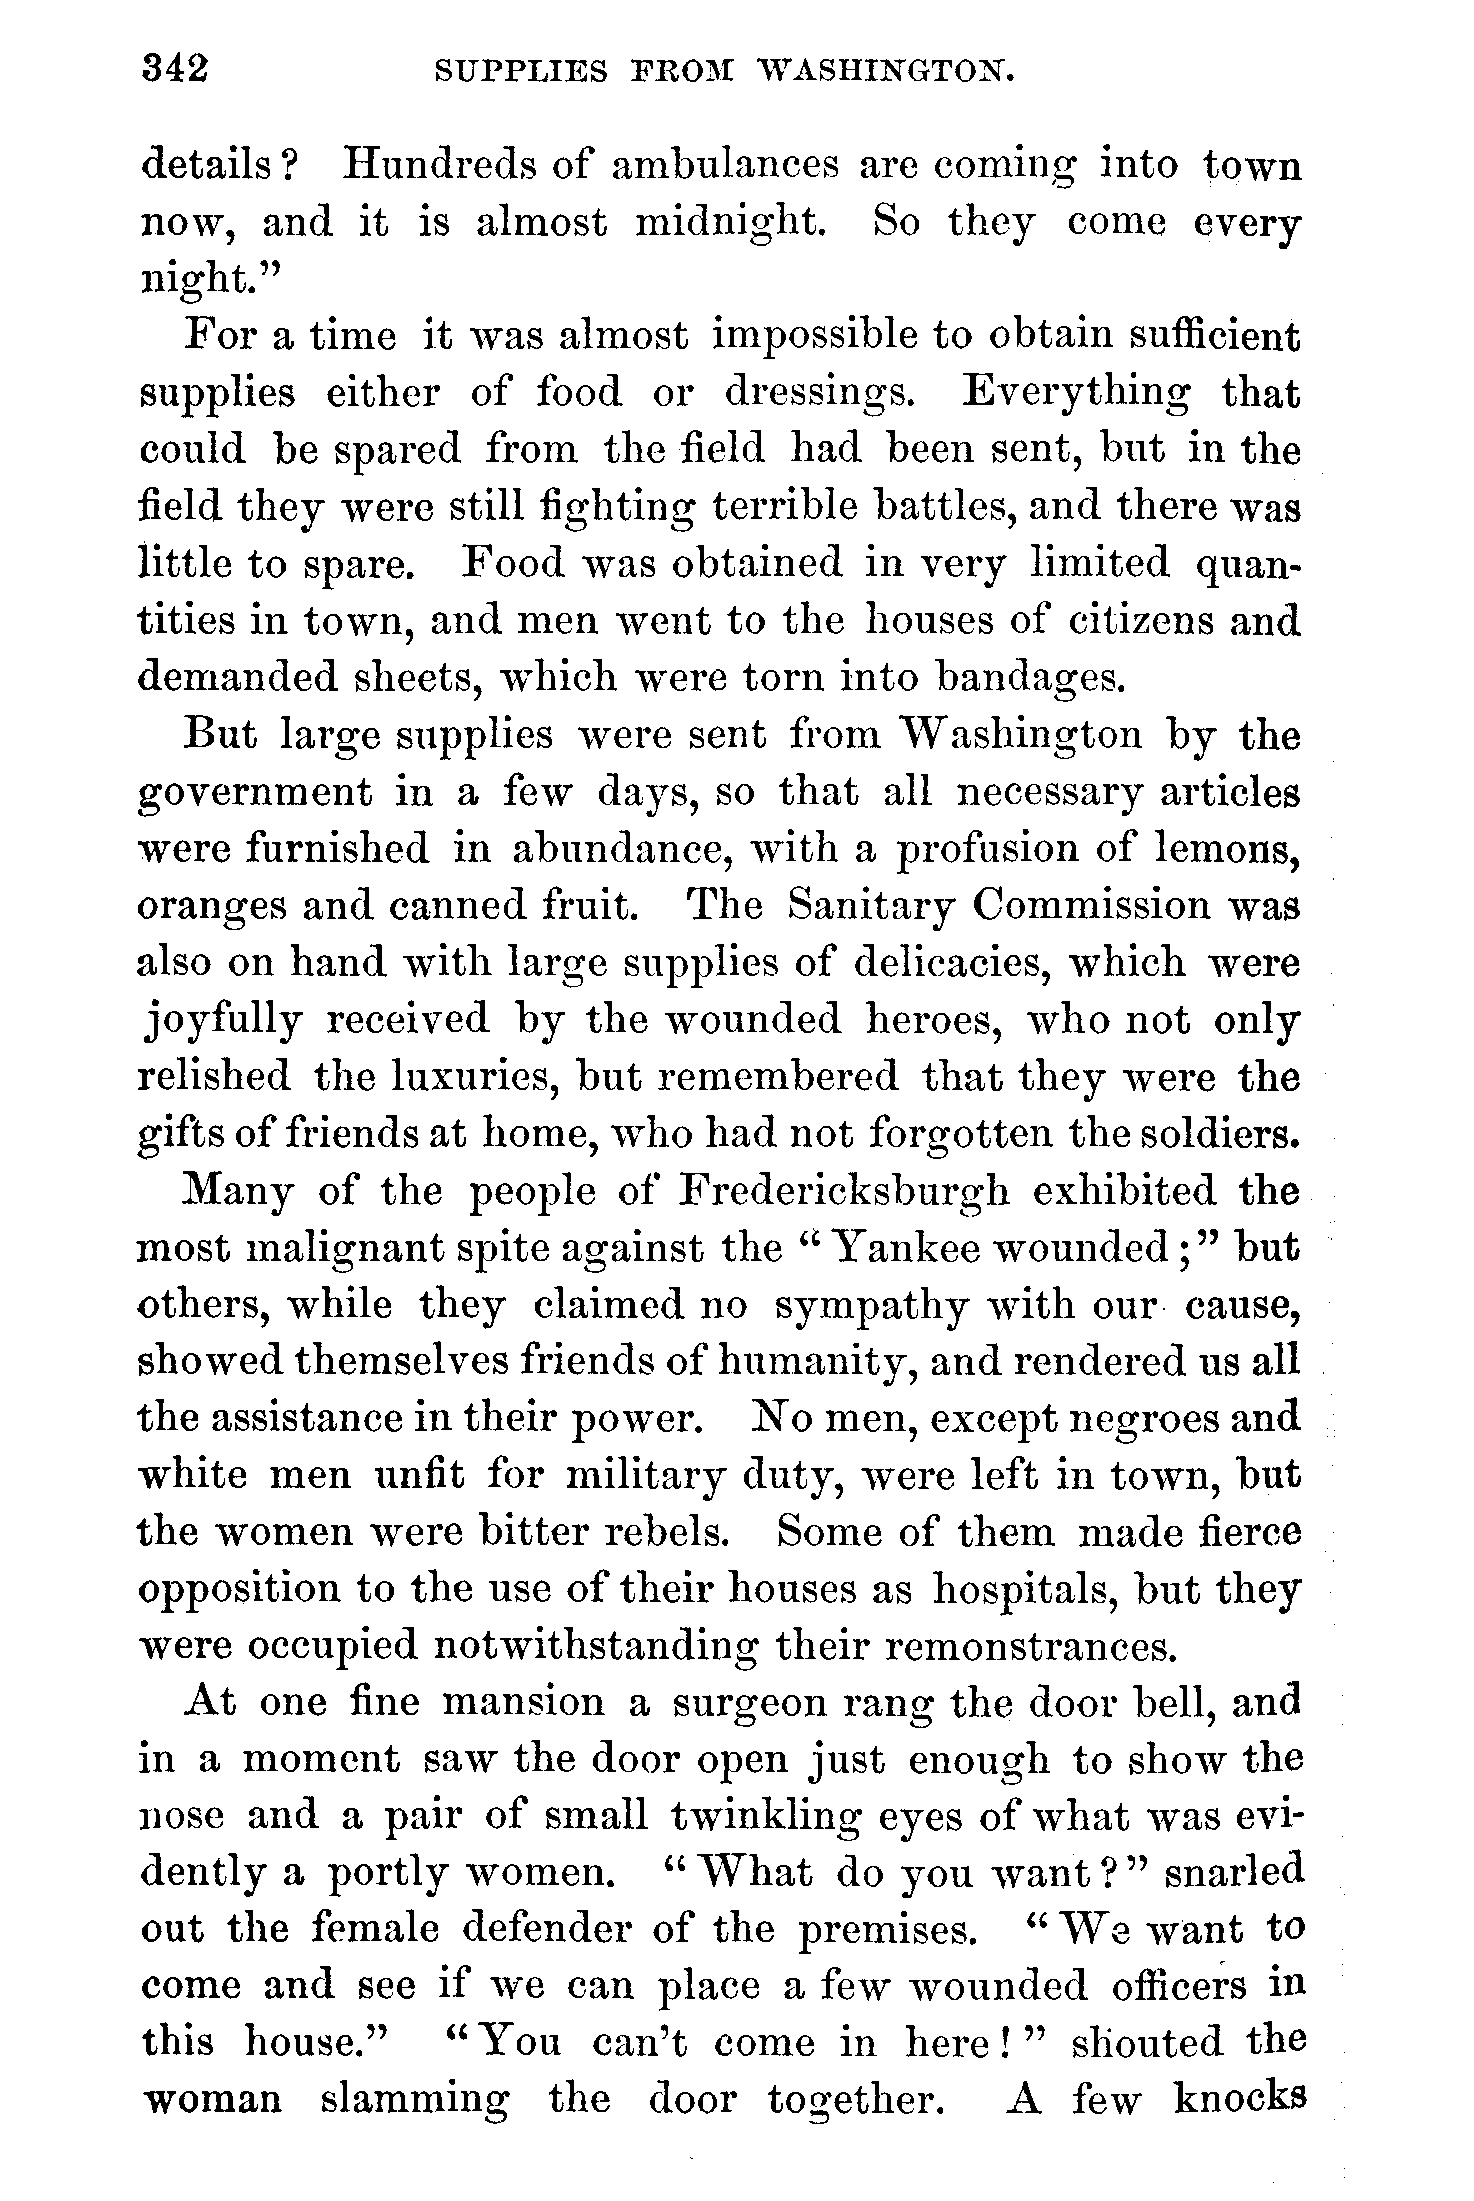 342 SUPPLIES FROM WASHINGTON.
details? Hundreds of ambulances are coming into town
now, and it is almost midnight. So they come every
night."
For a time it was almost impossible to obtain sufficient
supplies either of food or dressings. Everything that
could be spared from the field had been sent, but in the
field they were still fighting terrible battles, and there was
little to spare. Food was obtained in very limited quan-
tities in town, and men went to the houses of citizens and
demanded sheets, which were torn into bandages.
But large supplies were sent from Washington by the
government in a few days, so that all necessary articles
were furnished in abundance, with a profusion of lemons,
oranges and canned fruit. The Sanitary Commission was
also on hand with large supplies of delicacies, which were
joyfully received by the wounded heroes, who not only
relished the luxuries, but remembered that they were the
gifts of friends at home, who had not forgotten the soldiers.
Many of the people of Fredericksburgh exhibited the
most malignant spite against the "Yankee wounded;" but
others, while they claimed no sympathy with our cause,
showed themselves friends of humanity, and rendered us all
the assistance in their power. No men, except negroes and
white men unfit for military duty, were left in town, but
the women were bitter rebels. Some of them made fierce
opposition to the use of their houses as hospitals, but they
were occupied notwithstanding their remonstrances.
At one fine mansion a surgeon rang the door bell, and
in a moment saw the door open just enough to show the
nose and a pair of small twinkling eyes of what was evi-
dently a portly women. "What do you want?" snarled
out the female defender of the premises. "We want to
come and see if we can place a few wounded officers in
this house." "You can't come in here!" shouted the
woman slamming the door together. A few knocks